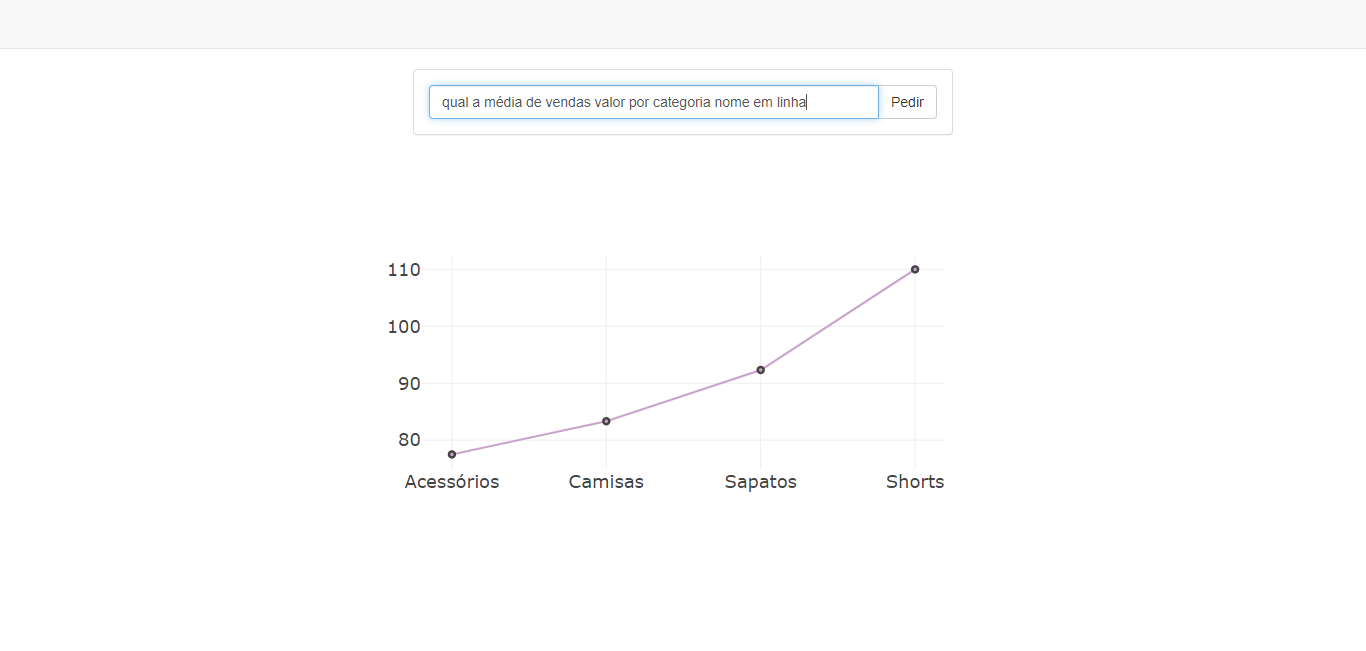 qual a média de vendas valor por categoria nome em linha
Pedir
110
100
90
80
Acessórios Camisas Sapatos Shorts